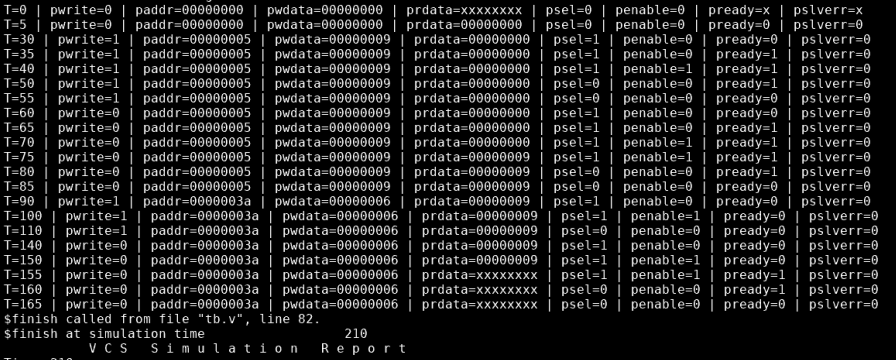 T=0 | pwrite=0 | paddr=00000000 | pwdata=00000000 | prdata=xxxxxxxx | psel=0 | penable=0 | pready=x | pslverr=x
T=5 | pwrite=0 | paddr=00000000 | pwdata=00000000 | prdata=00000000 | psel=0 | penable=0 | pready=0 | pslverr=0
T=30 | pwrite=1 | paddr=00000005 | pwdata=00000009 | prdata=00000000 | psel=1 | penable=0 | pready=0 | pslverr=0
T=35 | pwrite=1 | paddr=00000005 | pwdata=00000009 | prdata=00000000 | psel=1 | penable=0 | pready=1 | pslverr=0
T=40 | pwrite=1 | paddr=00000005 | pwdata=00000009 | prdata=00000000 | psel=1 | penable=1 | pready=1 | pslverr=0
T=50 | pwrite=1 | paddr=00000005 | pwdata=00000009 | prdata=00000000 | psel=0 | penable=0 | pready=1 | pslverr=0
T=55 | pwrite=1 | paddr=00000005 | pwdata=00000009 | prdata=00000000 | psel=0 | penable=0 | pready=0 | pslverr=0
T=60 | pwrite=0 | paddr=00000005 | pwdata=00000009 | prdata=00000000 | psel=1 | penable=0 | pready=0 | pslverr=0
T=65 | pwrite=0 | paddr=00000005 | pwdata=00000009 | prdata=00000000 | psel=1 | penable=0 | pready=1 | pslverr=0
T=70 | pwrite=0 | paddr=00000005 | pwdata=00000009 | prdata=00000000 | psel=1 | penable=1 | pready=1 | pslverr=0
T=75 | pwrite=0 | paddr=00000005 | pwdata=00000009 | prdata=00000009 | psel=1 | penable=1 | pready=1 | pslverr=0
T=80 | pwrite=0 | paddr=00000005 | pwdata=00000009 | prdata=00000009 | psel=0 | penable=0 | pready=1 | pslverr=0
T=85 | pwrite=0 | paddr=00000005 | pwdata=00000009 | prdata=00000009 | psel=0 | penable=0 | pready=0 | pslverr=0
T=90 | pwrite=1 | paddr=0000003a | pwdata=00000006 | prdata=00000009 | psel=1 | penable=0 | pready=0 | pslverr=0
T=100 | pwrite=1 | paddr=0000003a | pwdata=00000006 | prdata=00000009 | psel=1 | penable=1 | pready=0 | pslverr=0
T=110 | pwrite=1 | paddr=0000003a | pwdata=00000006 | prdata=00000009 | psel=0 | penable=0 | pready=0 | pslverr=0
T=140 | pwrite=0 | paddr=0000003a | pwdata=00000006 | prdata=00000009 | psel=1 | penable=0 | pready=0 | pslverr=0
T=150 | pwrite=0 | paddr=0000003a | pwdata=00000006 | prdata=00000009 | psel=1 | penable=1 | pready=0 | pslverr=0
T=155 | pwrite=0 | paddr=0000003a | pwdata=00000006 | prdata=xxxxxxxx | psel=1 | penable=1 | pready=1 | pslverr=0
T=160 | pwrite=0 | paddr=0000003a | pwdata=00000006 | prdata=xxxxxxxx | psel=0 | penable=0 | pready=1 | pslverr=0
T=165 | pwrite=0 | paddr=0000003a | pwdata=00000006 | prdata=xxxxxxxx | psel=0 | penable=0 | pready=0 | pslverr=0
$finish called from file "tb.v", line 82.
$finish at simulation time 210
V C S S i m u l a t i o n R e p o r t